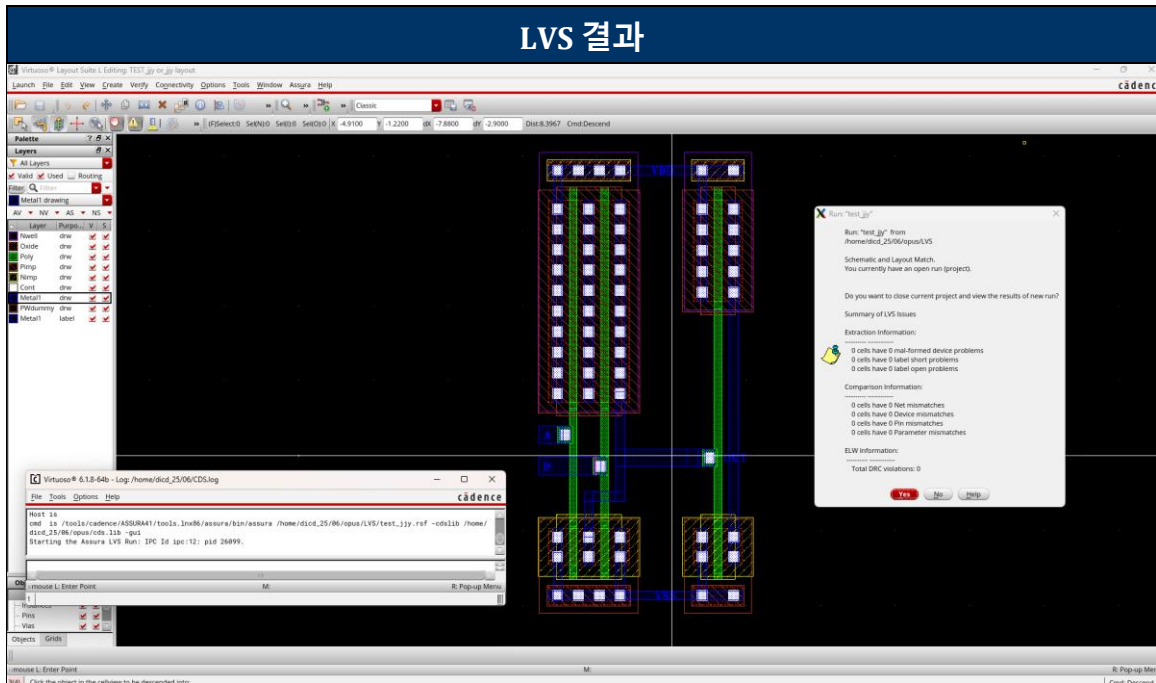 LVS 결과
Virtuoso® Layout Suite L Editing: TEST_jjy or_jjy layout
Launch File Edit View Create Verify Connectivity Options Tools Window Assura Help
cādence
Classic
(F)Select:0 Sel(N):0 Sel(I):0 Sel(O):0 X -4.9100 Y -1.2200 dX -7.8800 dY -2.9000 Dist:8.3967 Cmd:Descend
Palette
Layers
All Layers
Valid Used Routing
Filter Filter
Metal1 drawing
AV NV AS NS
Layer Purpo... V S
Nwell drw
Oxide drw
Poly drw
Pimp drw
Nimp drw
Cont drw
Metal1 drw
PWdummy drw
Metal1 label
Run: "test_jjy"
Run: "test_jjy" from
/home/dicd_25/06/opus/LVS
Schematic and Layout Match.
You currently have an open run (project).
Do you want to close current project and view the results of new run?
Summary of LVS Issues
Extraction Information:
0 cells have 0 mal-formed device problems
0 cells have 0 label short problems
0 cells have 0 label open problems
Comparison Information:
0 cells have 0 Net mismatches
0 cells have 0 Device mismatches
0 cells have 0 Pin mismatches
0 cells have 0 Parameter mismatches
ELW Information:
Total DRC violations: 0
Yes No Help
Virtuoso® 6.1.8-64b - Log: /home/dicd_25/06/CDS.log
File Tools Options Help
cādence
Host is
cmd is /tools/cadence/ASSURA41/tools.lnx86/assura/bin/assura /home/dicd_25/06/opus/LVS/test_jjy.rsf -cdslib /home/
dicd_25/06/opus/cds.lib -gui
Starting the Assura LVS Run: IPC Id ipc:12: pid 26099.
mouse L: Enter Point M: R: Pop-up Menu
Pins
Vias
Objects Grids
mouse L: Enter Point M: R: Pop-up Men
Click the object in the cellview to be descended into: Cmd: Descend